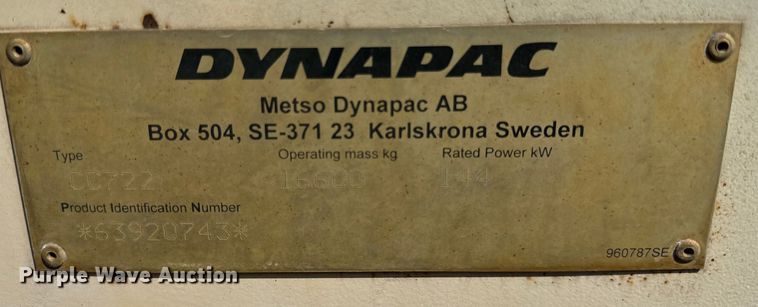 DYNAPAC
Metso Dynapac AB
Box 504, SE-371 23 Karlskrona Sweden
Type Operating mass kg Rated Power kW
CC722 16600
Product Identification Number
*63920743*
960787SE
Purple Wave Auction